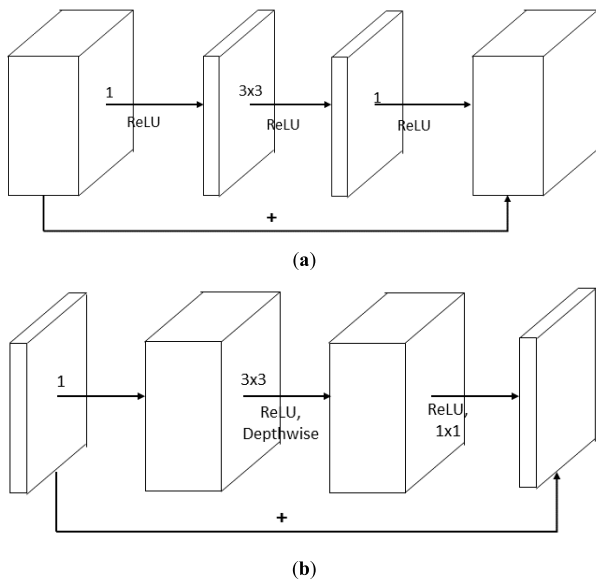 1
ReLU
3x3
ReLU
1
ReLU
+
(a)
1
3x3
ReLU,
Depthwise
ReLU,
1x1
+
(b)